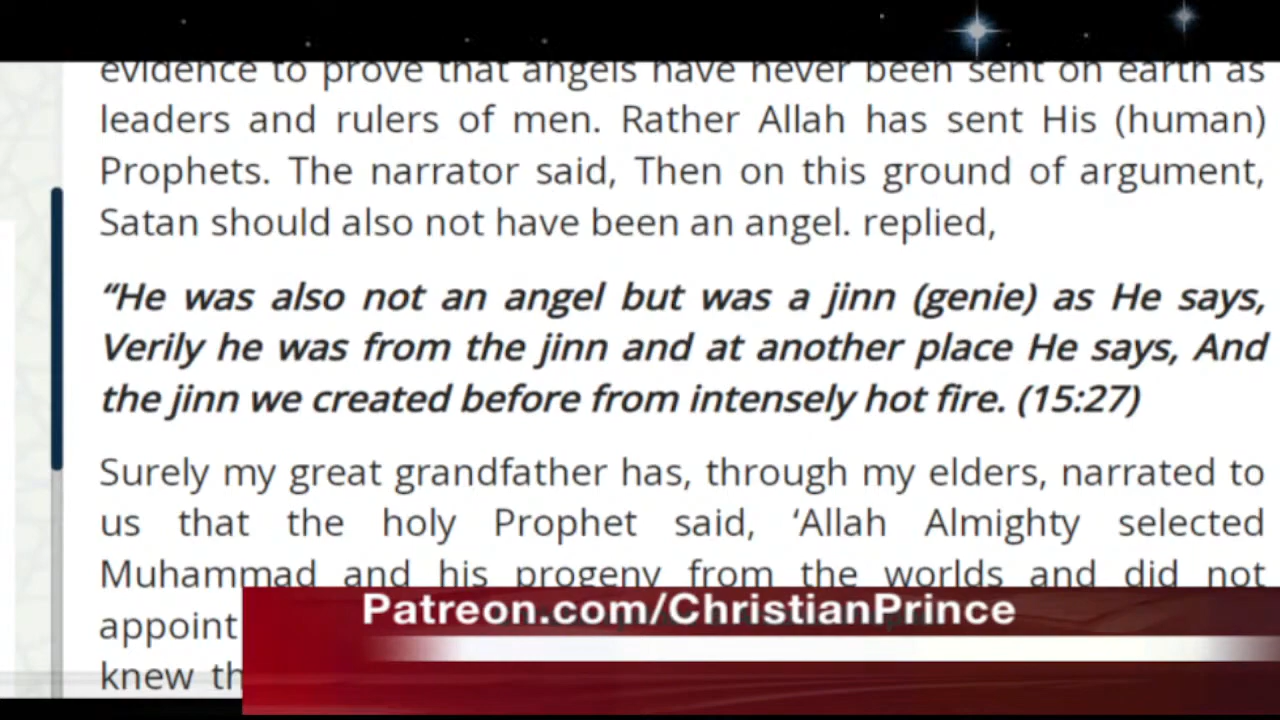 evidence to prove that angels have never been sent on earth as
leaders and rulers of men. Rather Allah has sent His (human)
Prophets. The narrator said, Then on this ground of argument,
Satan should also not have been an angel. replied,
“He was also not an angel but was a jinn (genie) as He says,
Verily he was from the jinn and at another place He says, And
the jinn we created before from intensely hot fire. (15:27)
Surely my great grandfather has, through my elders, narrated to
us that the holy Prophet said, ‘Allah Almighty selected
Muhammad and his progeny from the worlds and did not
appoint
knew
Patreon.com/ChristianPrince